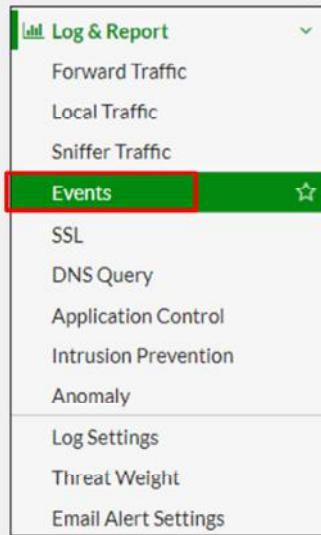 Log & Report
Forward Traffic
Local Traffic
Sniffer Traffic
Events
SSL
DNS Query
Application Control
Intrusion Prevention
Anomaly
Log Settings
Threat Weight
Email Alert Settings